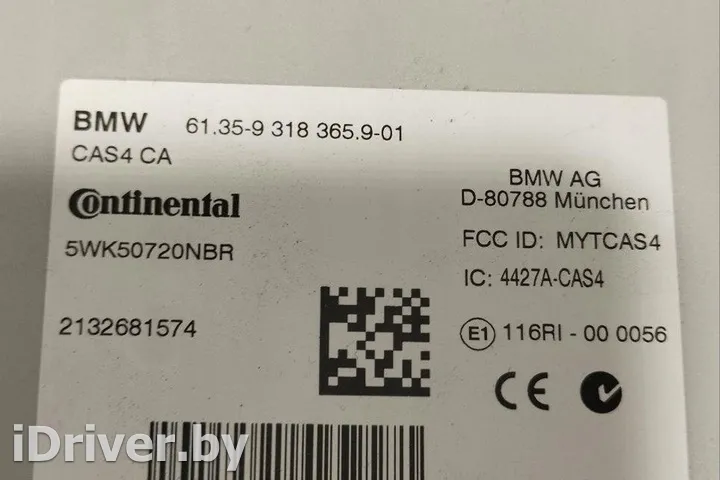 BMW 61.35-9 318 365.9-01
CAS4 CA
Continental
5WK50720NBR
2132681574
BMW AG
D-80788 München
FCC ID: MYTCAS4
IC: 4427A-CAS4
E1 116RI - 00 0056
CE
iDriver.by